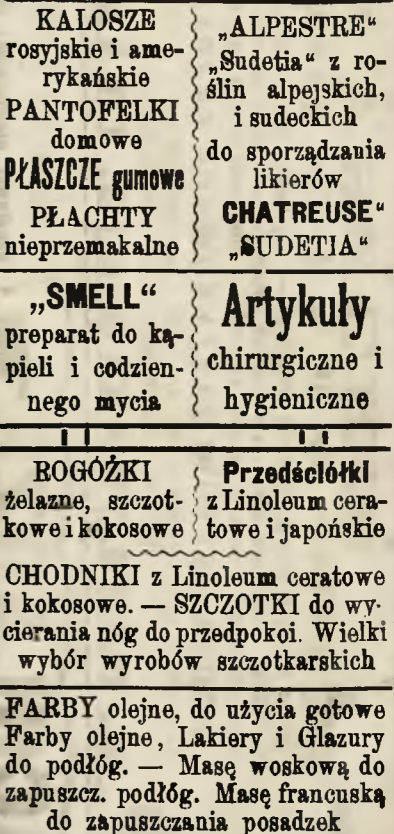 KALOSZE
rosyjskie i ame-
rykańskie
PANTOFELKI
domowe
PŁASZCZE gumowe
PŁACHTY
nieprzemakalne
„ALPESTRE“
„Sudetia“ z ro-
ślin alpejskich,
i sudeckich
do sporządzania
likierów
CHATREUSE“
„SUDETIA“
„SMELL“
preparat do ką-
pieli i codzien-
nego mycia
Artykuły
chirurgiczne i
hygieniczne
ROGÓŻKI
żelazne, szczot-
kowe i kokosowe
Przedściółki
z Linoleum cera-
towe i japońskie
CHODNIKI z Linoleum ceratowe
i kokosowe. — SZCZOTKI do wy-
cierania nóg do przedpokoi. Wielki
wybór wyrobów szczotkarskich
FARBY olejne, do użycia gotowe
Farby olejne, Lakiery i Glazury
do podłóg. — Masę woskową do
zapuszcz. podłóg. Masę francuską
do zapuszczania posadzek